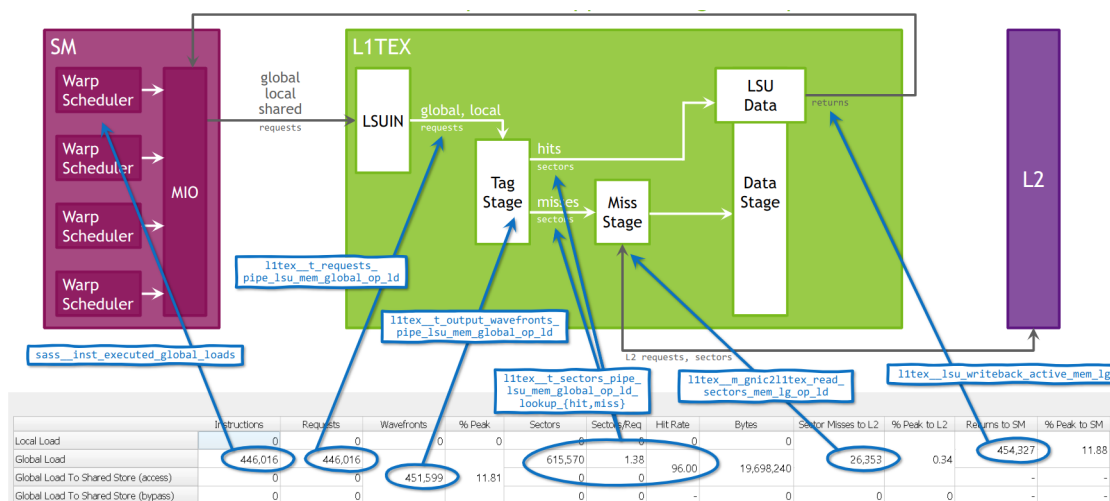 SM
L1TEX
Warp
Scheduler
Warp
Scheduler
Warp
Scheduler
Warp
Scheduler
MIO
global
local
shared
requests
LSUIN
global, local
requests
Tag
Stage
hits
sectors
misses
sectors
Miss
Stage
LSU
Data
returns
Data
Stage
L2
L2 requests, sectors
l1tex__t_requests_
pipe_lsu_mem_global_op_ld
l1tex__t_output_wavefronts_
pipe_lsu_mem_global_op_ld
sass__inst_executed_global_loads
l1tex__t_sectors_pipe_
lsu_mem_global_op_ld_
lookup_{hit,miss}
l1tex__m_gnic2l1tex_read_
sectors_mem_lg_op_ld
l1tex__lsu_writeback_active_mem_lg
Instructions Requests Wavefronts % Peak Sectors Sectors/Req Hit Rate Bytes Sector Misses to L2 % Peak to L2 Returns to SM % Peak to SM
Local Load 0 0 0 0 0 0 0 0 0 0 0
Global Load 446,016 446,016 451,599 11.81 615,570 1.38 96.00 19,698,240 26,353 0.34 454,327 11.88
Global Load To Shared Store (access) 0 0 0 0 - -
Global Load To Shared Store (bypass) 0 0 0 0 0 0 0 - -